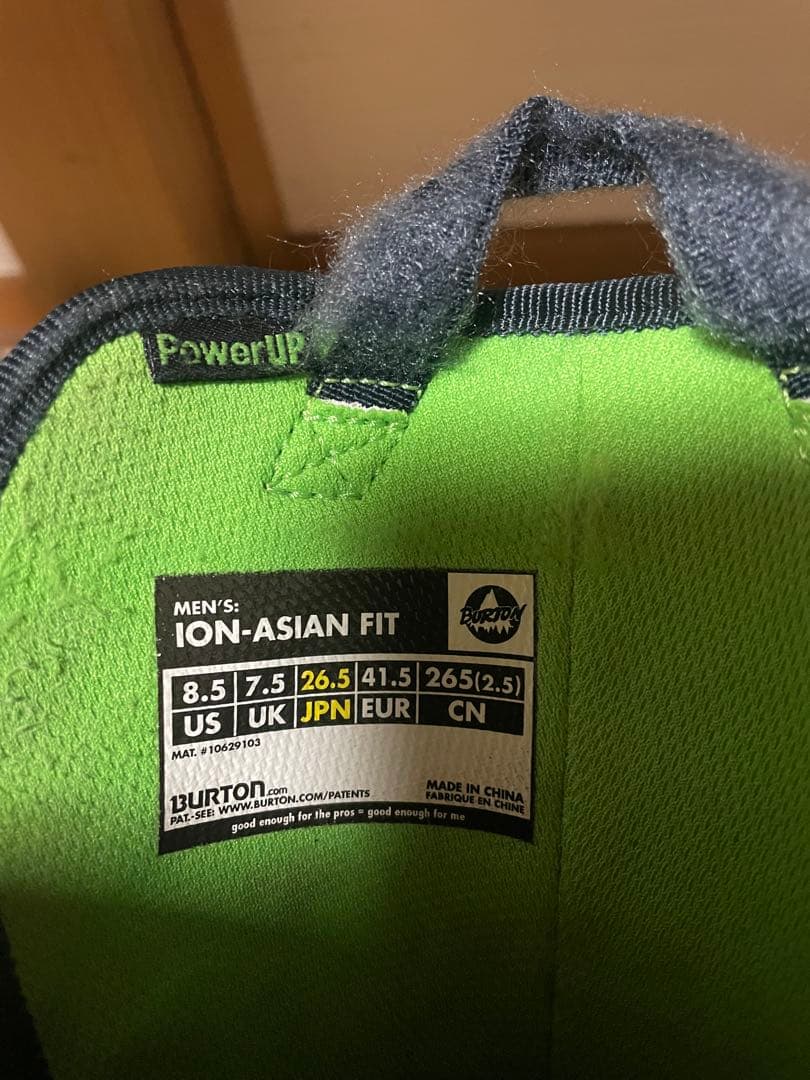 PowerUP
MEN'S:
ION-ASIAN FIT
BURTON
8.5 7.5 26.5 41.5 265(2.5)
US UK JPN EUR CN
MAT. #10629103
BURTON.com
PAT.-SEE: WWW.BURTON.COM/PATENTS
MADE IN CHINA
FABRIQUE EN CHINE
good enough for the pros = good enough for me